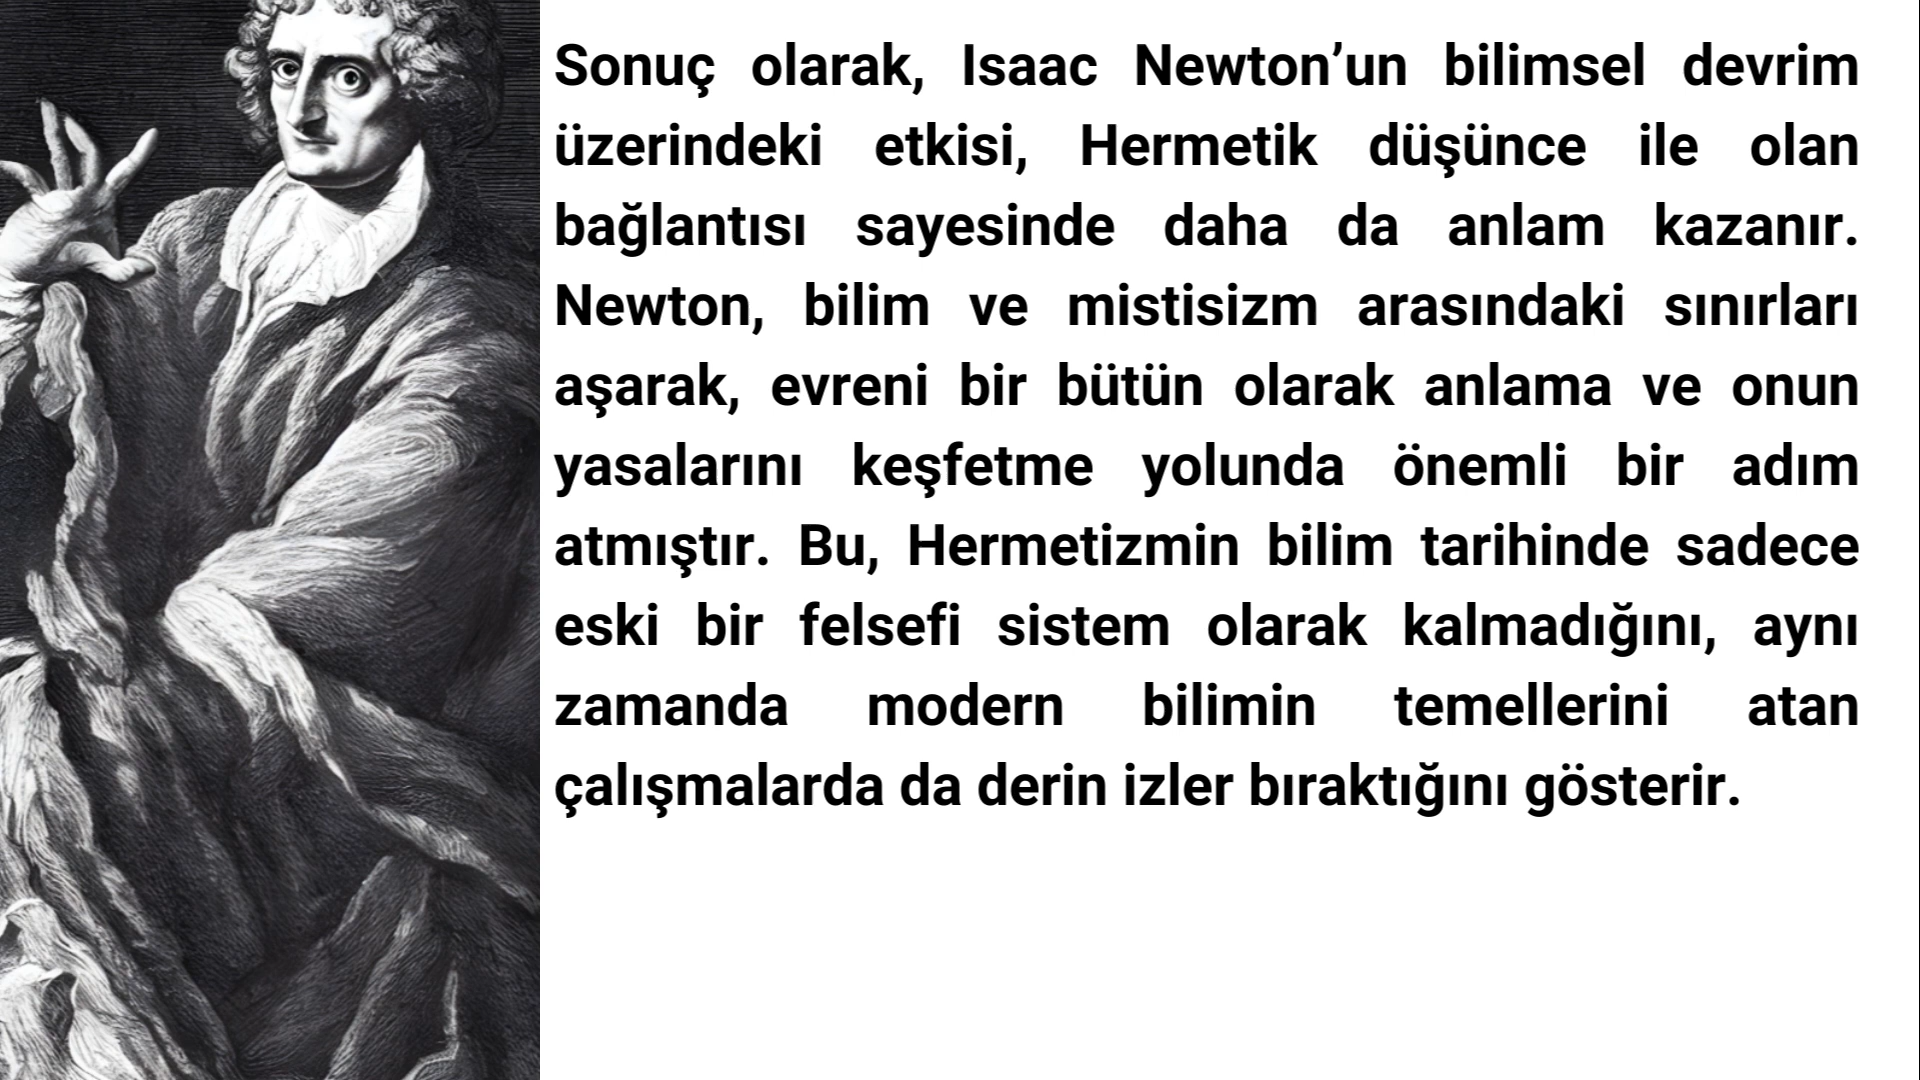 Sonuç olarak, Isaac Newton’un bilimsel devrim
üzerindeki etkisi, Hermetik düşünce ile olan
bağlantısı sayesinde daha da anlam kazanır.
Newton, bilim ve mistisizm arasındaki sınırları
aşarak, evreni bir bütün olarak anlama ve onun
yasalarını keşfetme yolunda önemli bir adım
atmıştır. Bu, Hermetizmin bilim tarihinde sadece
eski bir felsefi sistem olarak kalmadığını, aynı
zamanda modern bilimin temellerini atan
çalışmalarda da derin izler bıraktığını gösterir.